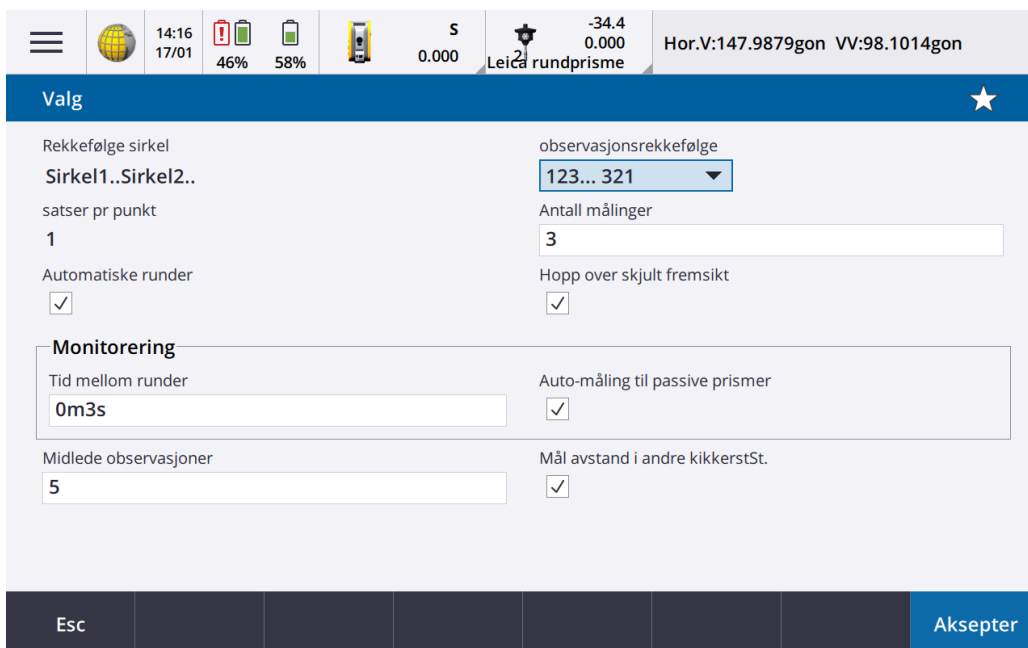 14:16
17/01
46%
58%
S
0.000
-34.4
0.000
2
Leica rundprisme
Hor.V:147.9879gon VV:98.1014gon
Valg
Rekkefølge sirkel
observasjonsrekkefølge
Sirkel1..Sirkel2..
123... 321
satser pr punkt
Antall målinger
1
3
Automatiske runder
Hopp over skjult fremsikt
Monitorering
Tid mellom runder
Auto-måling til passive prismer
0m3s
Midlede observasjoner
Mål avstand i andre kikkerstSt.
5
Esc
Aksepter